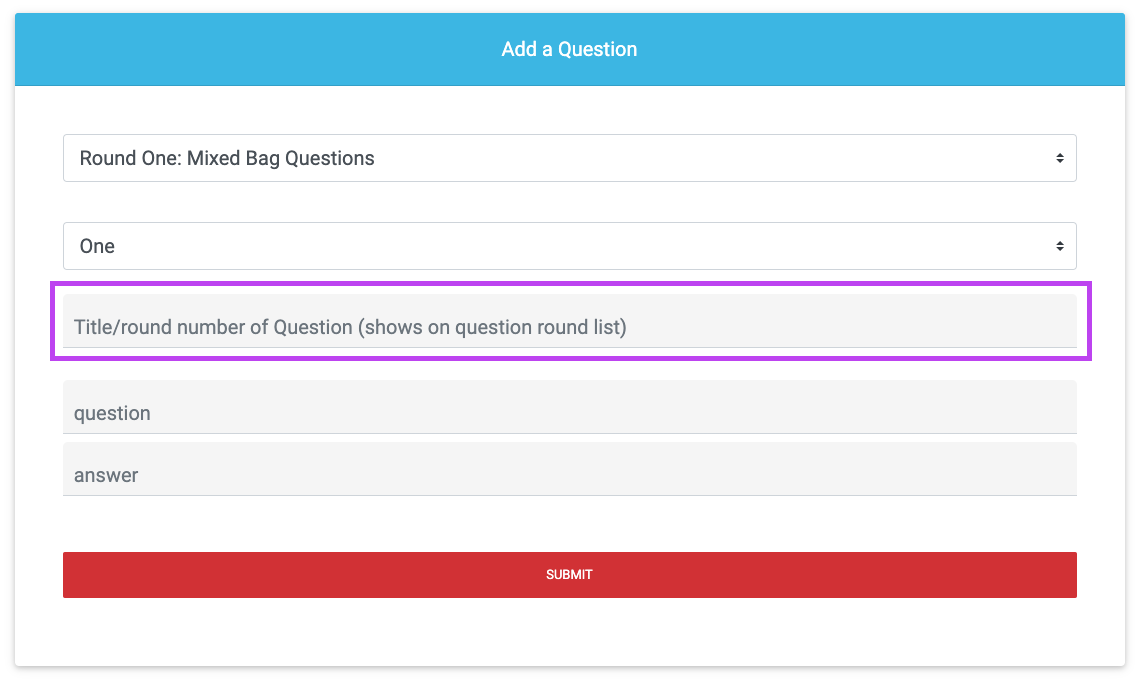 Add a Question
Round One: Mixed Bag Questions
One
Title/round number of Question (shows on question round list)
question
answer
SUBMIT